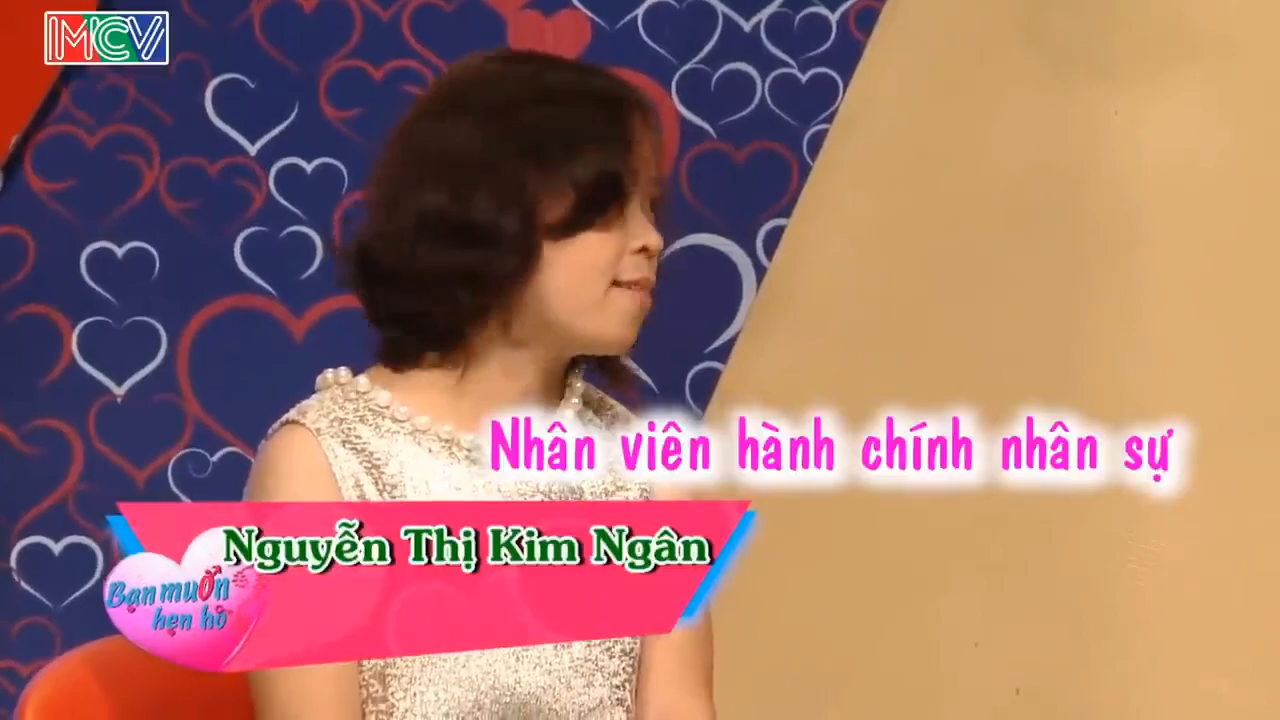 MCV
Nhân viên hành chính nhân sự
Nguyễn Thị Kim Ngân
Bạn muốn
hẹn hò